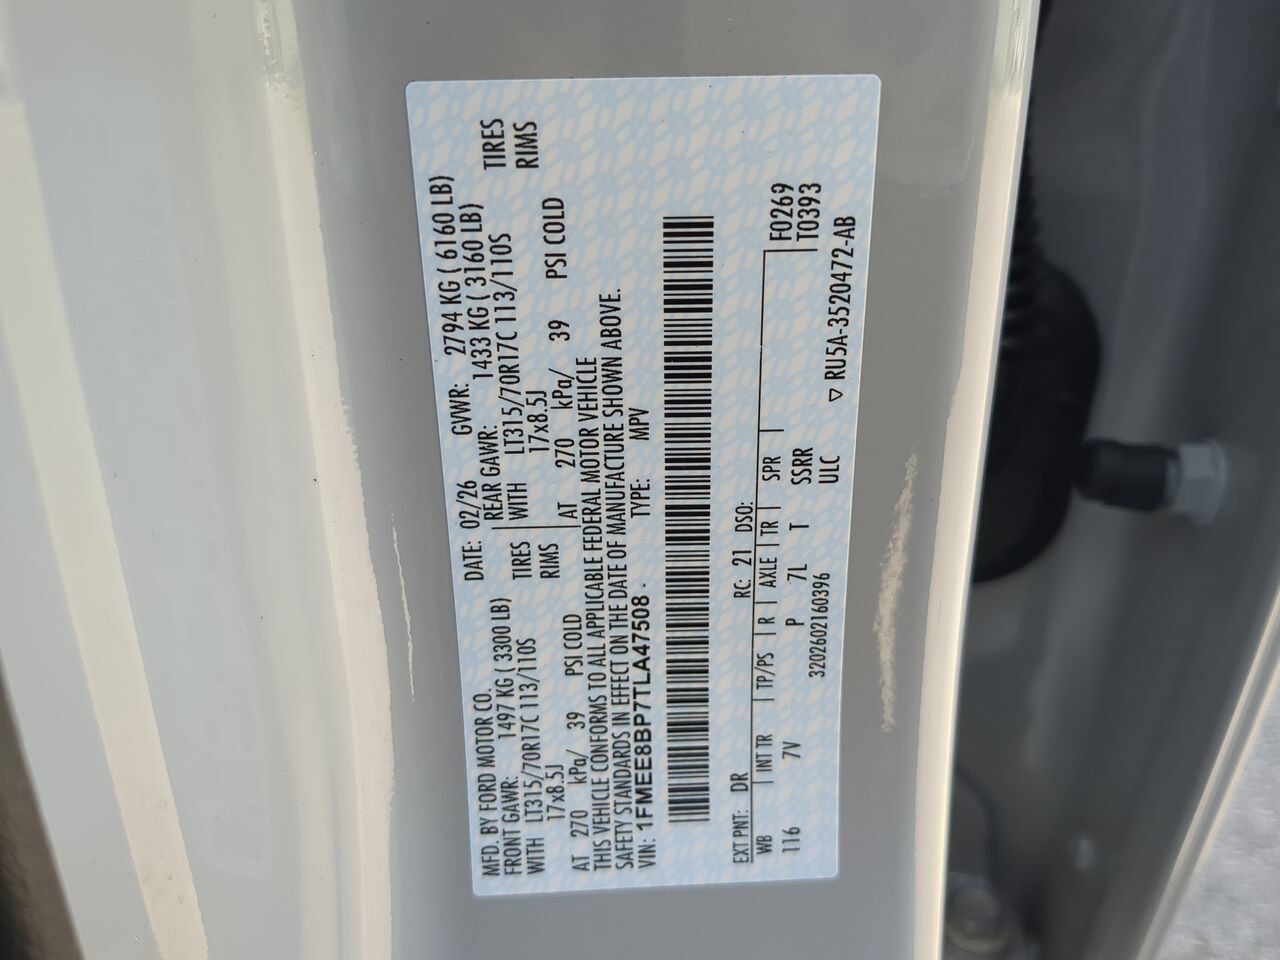 MFD. BY FORD MOTOR CO.
DATE: 02/26 GVWR: 2794 KG ( 6160 LB)
FRONT GAWR: 1497 KG ( 3300 LB) REAR GAWR: 1433 KG ( 3160 LB)
WITH LT315/70R17C 113/110S TIRES WITH LT315/70R17C 113/110S TIRES
17x8.5J RIMS 17x8.5J RIMS
AT 270 kPa/ 39 PSI COLD AT 270 kPa/ 39 PSI COLD
THIS VEHICLE CONFORMS TO ALL APPLICABLE FEDERAL MOTOR VEHICLE
SAFETY STANDARDS IN EFFECT ON THE DATE OF MANUFACTURE SHOWN ABOVE.
VIN: 1FMEE8BP7TLA47508 TYPE: MPV
EXT PNT: DR RC: 21 DSO: F0269
WB INT TR TP/PS R AXLE TR SPR T0393
116 7V P 7L T SSRR
3202602160396 ULC ▽ RU5A-3520472-AB